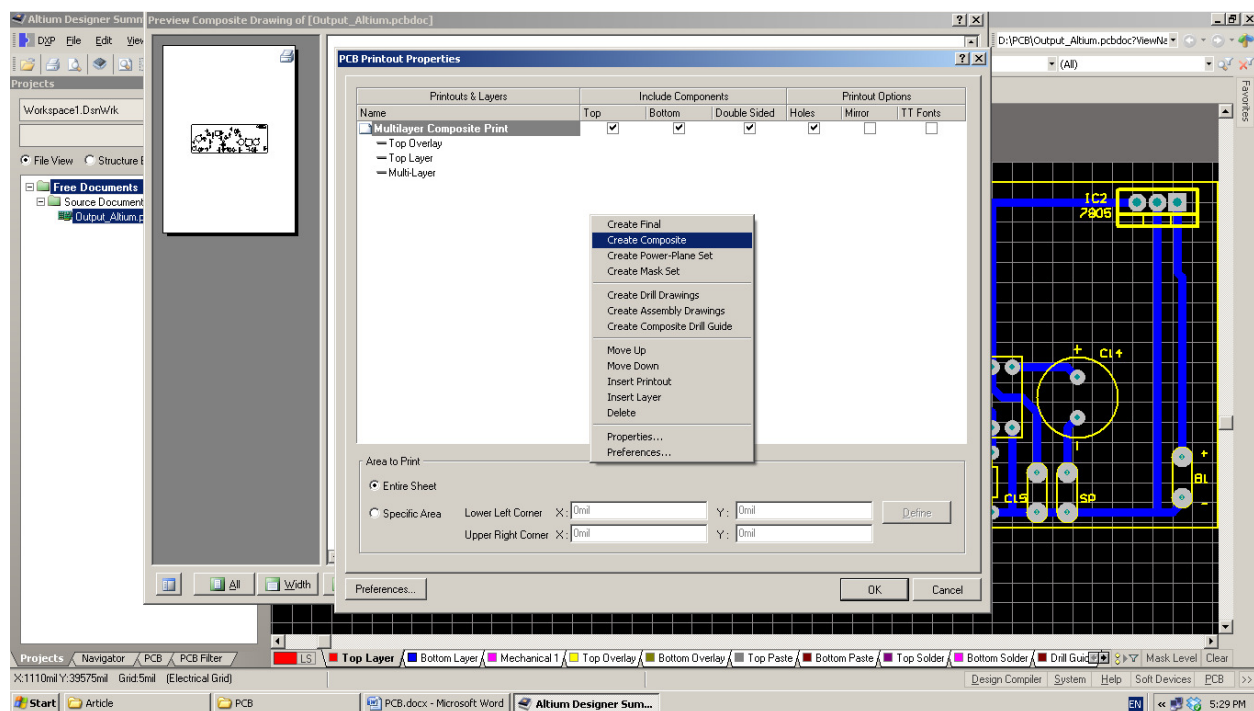 Altium Designer Summ
Preview Composite Drawing of [Output_Altium.pcbdoc]
DXP File Edit View
D:\PCB\Output_Altium.pcbdoc?ViewNa
(All)
Projects
Workspace1.DsnWrk
File View Structure E
Free Documents
Source Document
Output_Altium.p
PCB Printout Properties
Printouts & Layers Include Components Printout Options
Name Top Bottom Double Sided Holes Mirror TT Fonts
Multilayer Composite Print
Top Overlay
Top Layer
Multi-Layer
Create Final
Create Composite
Create Power-Plane Set
Create Mask Set
Create Drill Drawings
Create Assembly Drawings
Create Composite Drill Guide
Move Up
Move Down
Insert Printout
Insert Layer
Delete
Properties...
Preferences...
Area to Print
Entire Sheet
Specific Area Lower Left Corner X: 0mil Y: 0mil Define
Upper Right Corner X: 0mil Y: 0mil
Preferences... OK Cancel
All Width
Favorites
IC2
7805
+ C14
+
B1
-
C15 SP
Projects Navigator PCB PCB Filter
LS Top Layer Bottom Layer Mechanical 1 Top Overlay Bottom Overlay Top Paste Bottom Paste Top Solder Bottom Solder Drill Guid Mask Level Clear
X:1110mil Y:39575mil Grid:5mil (Electrical Grid)
Design Compiler System Help Soft Devices PCB >>
Start Article PCB PCB.docx - Microsoft Word Altium Designer Sum... EN « 5:29 PM